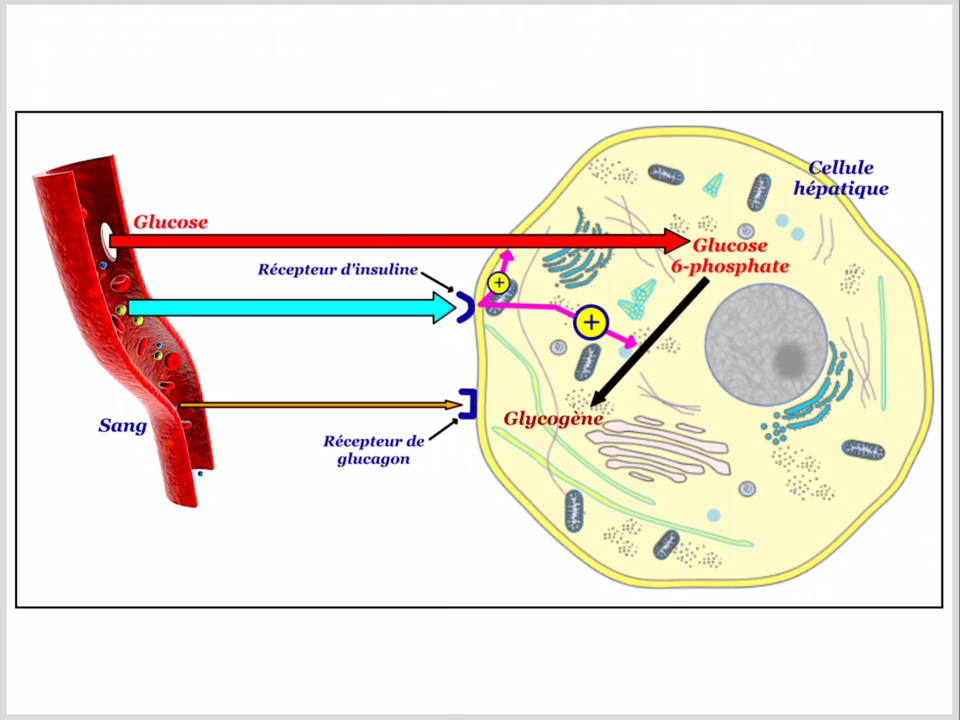 Cellule
hépatique
Glucose
Glucose
6-phosphate
Récepteur d'insuline
+
+
Glycogène
Sang
Récepteur de
glucagon